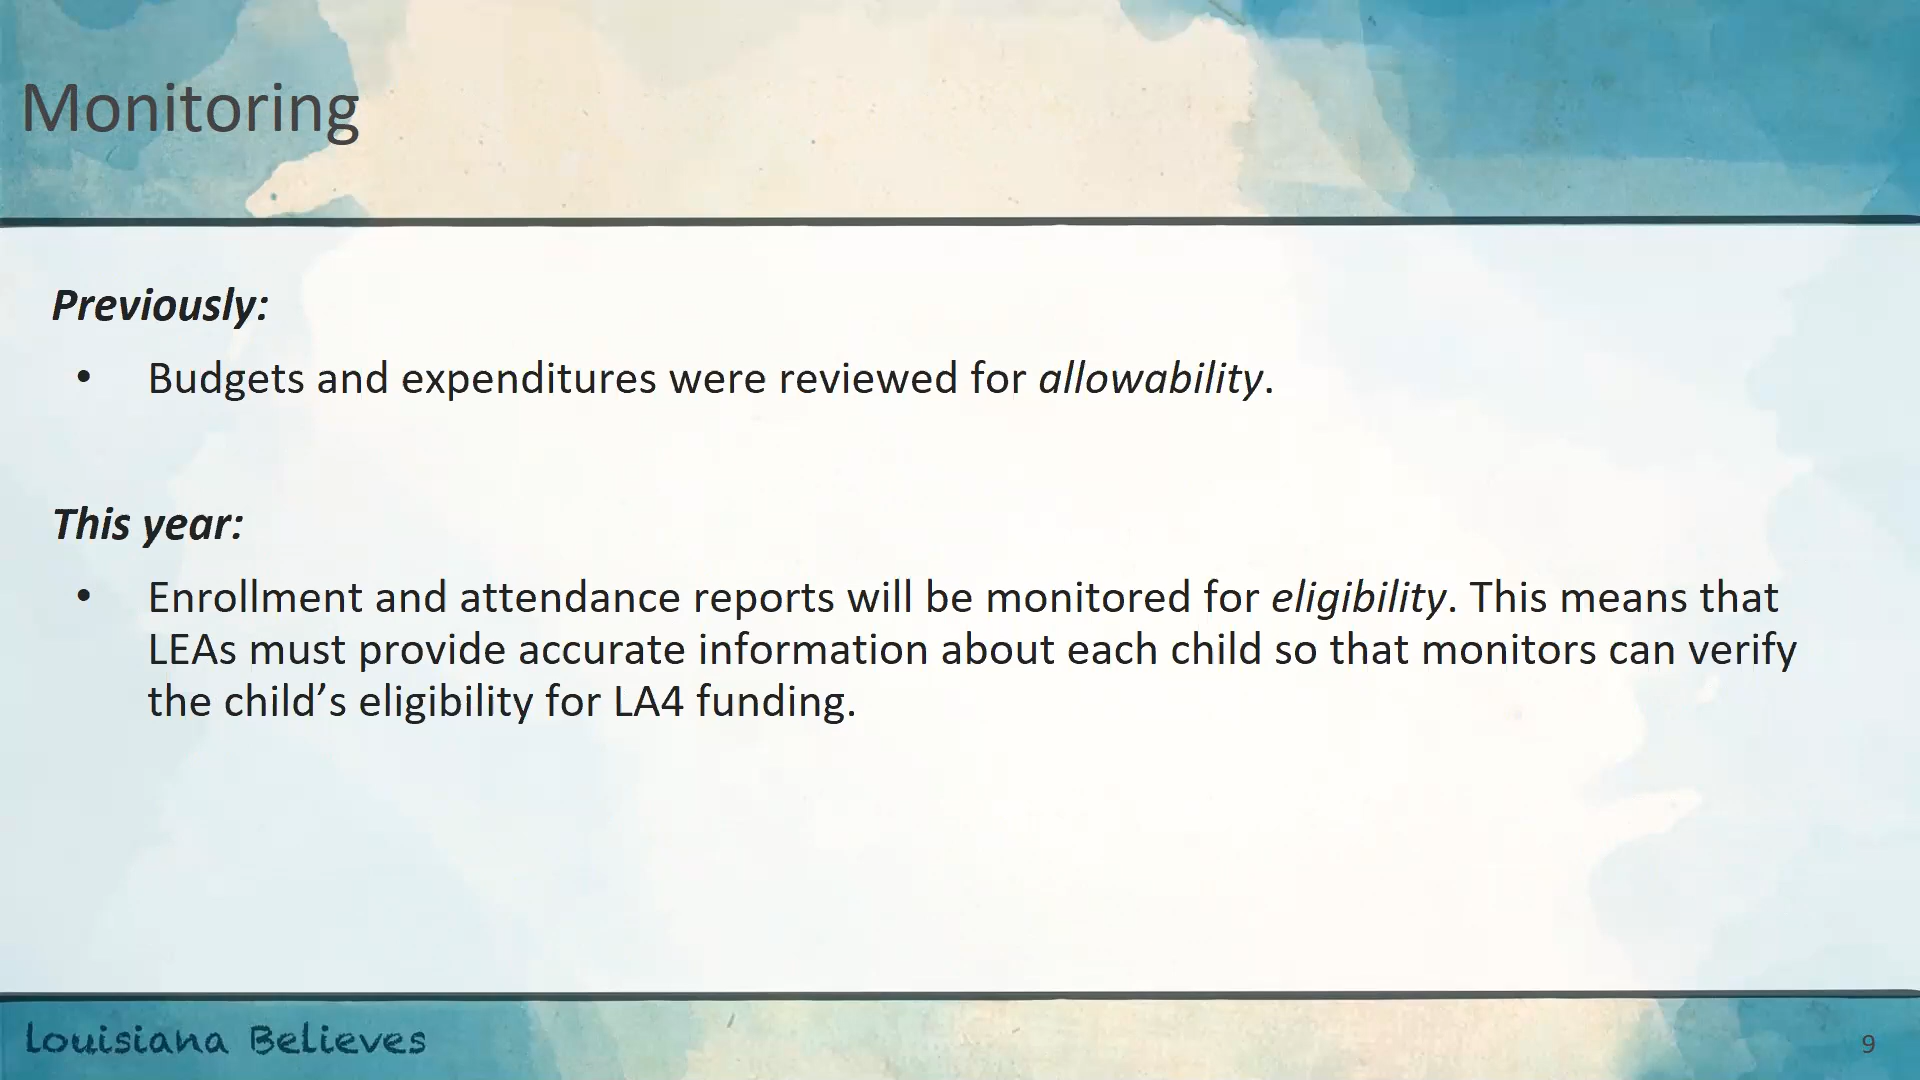 Monitoring
Previously:
• Budgets and expenditures were reviewed for allowability.
This year:
• Enrollment and attendance reports will be monitored for eligibility. This means that
LEAs must provide accurate information about each child so that monitors can verify
the child’s eligibility for LA4 funding.
Louisiana Believes
9